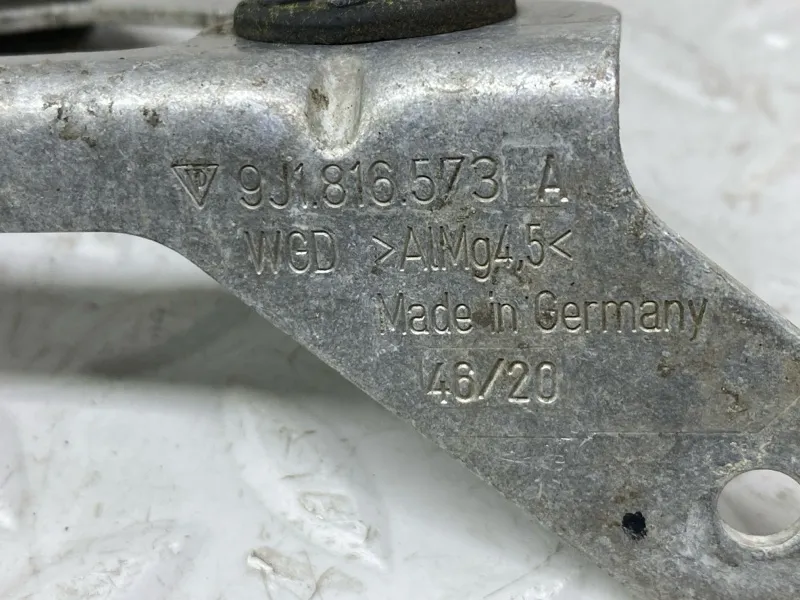 9J1.816.573 A
WGD >AlMg4,5<
Made in Germany
46/20